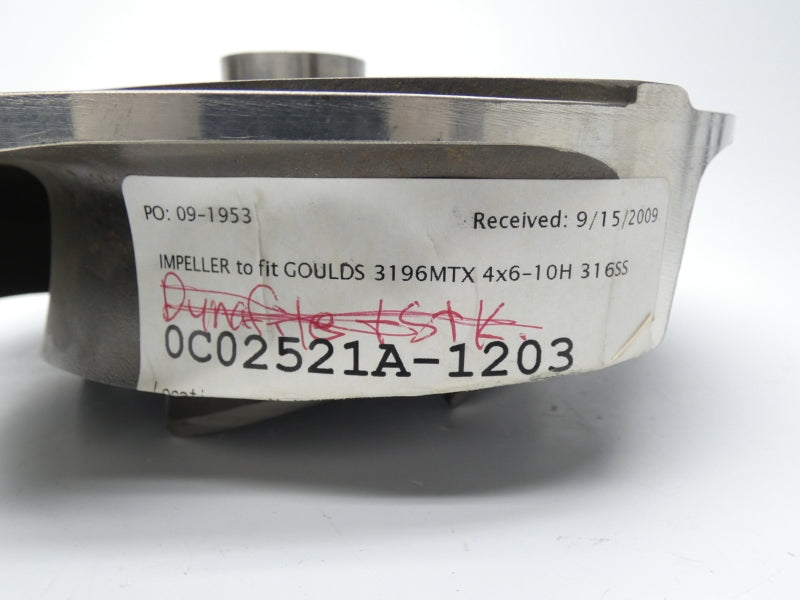 PO: 09-1953
Received: 9/15/2009
IMPELLER to fit GOULDS 3196MTX 4x6-10H 316SS
0C02521A-1203